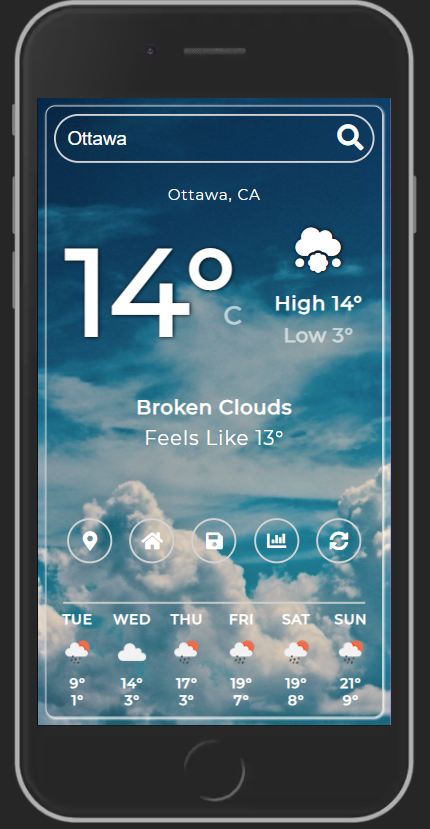 Ottawa
Ottawa, CA
14°
C
High 14°
Low 3°
Broken Clouds
Feels Like 13°
TUE WED THU FRI SAT SUN
9° 14° 17° 19° 19° 21°
1° 3° 3° 7° 8° 9°